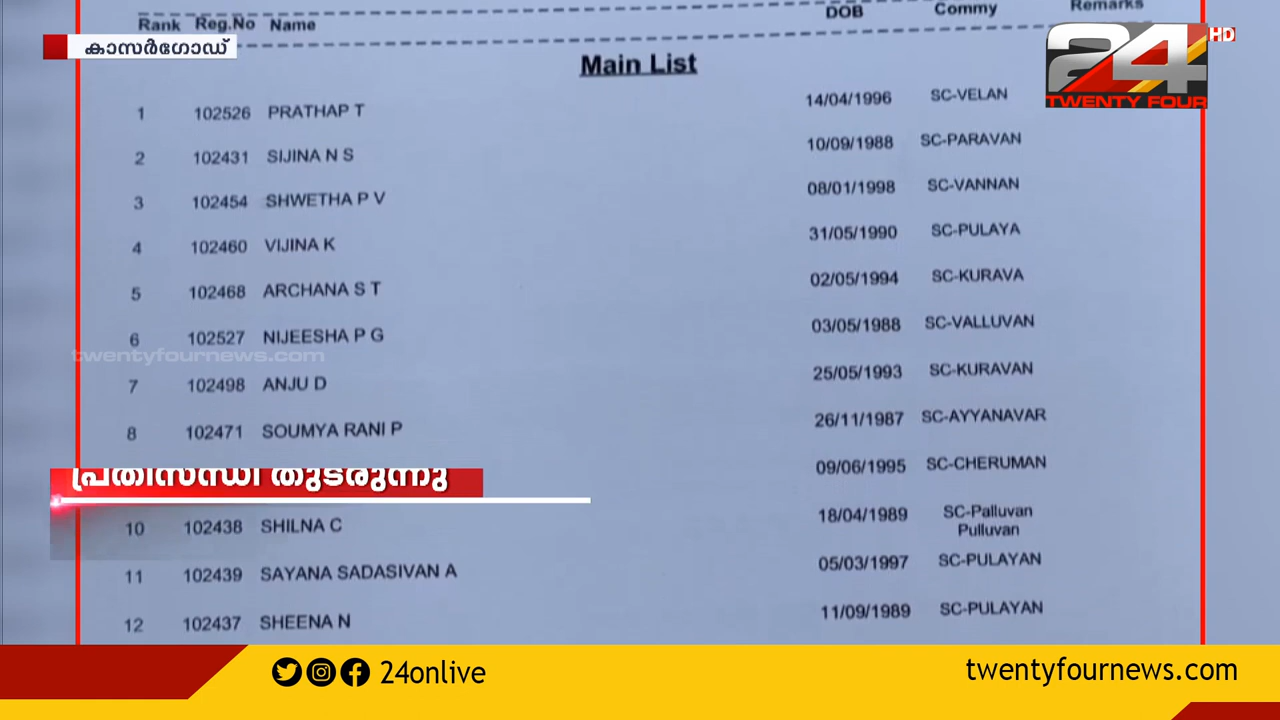 Rank Reg.No Name DOB Commy Remarks
കാസർഗോഡ്
24 HD
TWENTY FOUR
Main List
1 102526 PRATHAP T 14/04/1996 SC-VELAN
2 102431 SIJINA N S 10/09/1988 SC-PARAVAN
3 102454 SHWETHA P V 08/01/1998 SC-VANNAN
4 102460 VIJINA K 31/05/1990 SC-PULAYA
5 102468 ARCHANA S T 02/05/1994 SC-KURAVA
6 102527 NIJEESHA P G 03/05/1988 SC-VALLUVAN
twentyfournews.com
7 102498 ANJU D 25/05/1993 SC-KURAVAN
8 102471 SOUMYA RANI P 26/11/1987 SC-AYYANAVAR
09/06/1995 SC-CHERUMAN
പ്രതിസന്ധി തുടരുന്നു
10 102438 SHILNA C 18/04/1989 SC-Palluvan
Pulluvan
11 102439 SAYANA SADASIVAN A 05/03/1997 SC-PULAYAN
12 102437 SHEENA N 11/09/1989 SC-PULAYAN
24onlive
twentyfournews.com